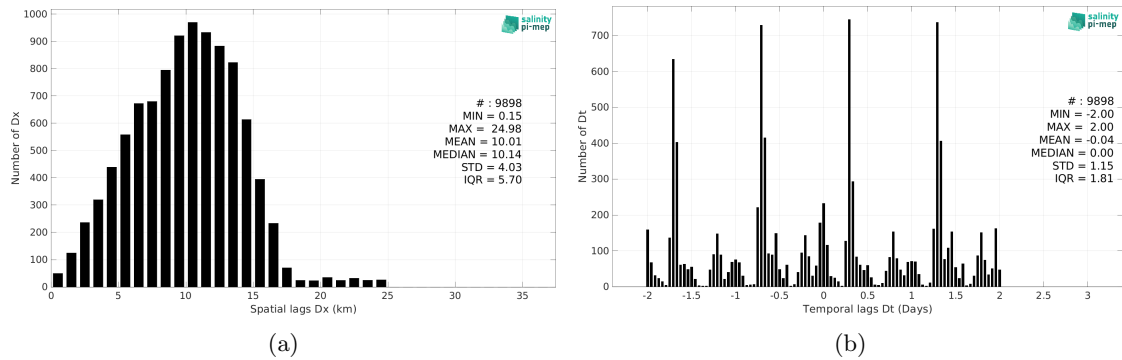 salinity
pi-mep
1000
900
800
700
600
500
400
300
200
100
0
Number of Dx
# : 9898
MIN = 0.15
MAX = 24.98
MEAN = 10.01
MEDIAN = 10.14
STD = 4.03
IQR = 5.70
0 5 10 15 20 25 30 35
Spatial lags Dx (km)
(a)
salinity
pi-mep
700
600
500
400
300
200
100
0
Number of Dt
# : 9898
MIN = -2.00
MAX = 2.00
MEAN = -0.04
MEDIAN = 0.00
STD = 1.15
IQR = 1.81
-2 -1.5 -1 -0.5 0 0.5 1 1.5 2 2.5 3
Temporal lags Dt (Days)
(b)